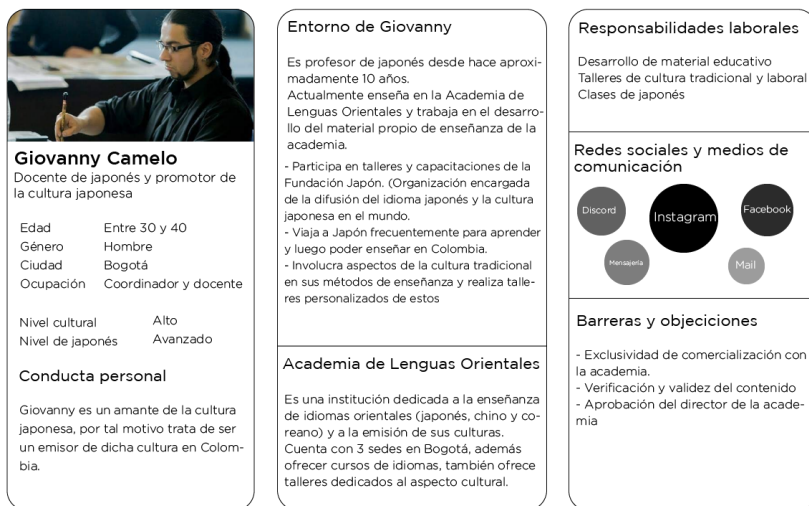 Giovanny Camelo
Docente de japonés y promotor de
la cultura japonesa
Edad Entre 30 y 40
Género Hombre
Ciudad Bogotá
Ocupación Coordinador y docente
Nivel cultural Alto
Nivel de japonés Avanzado
Conducta personal
Giovanny es un amante de la cultura
japonesa, por tal motivo trata de ser
un emisor de dicha cultura en Colom-
bia.
Entorno de Giovanny
Es profesor de japonés desde hace aproxi-
madamente 10 años.
Actualmente enseña en la Academia de
Lenguas Orientales y trabaja en el desarro-
llo del material propio de enseñanza de la
academia.
- Participa en talleres y capacitaciones de la
Fundación Japón. (Organización encargada
de la difusión del idioma japonés y la cultura
japonesa en el mundo.
- Viaja a Japón frecuentemente para aprender
y luego poder enseñar en Colombia.
- Involucra aspectos de la cultura tradicional
en sus métodos de enseñanza y realiza talle-
res personalizados de estos
Academia de Lenguas Orientales
Es una institución dedicada a la enseñanza
de idiomas orientales (japonés, chino y co-
reano) y a la emisión de sus culturas.
Cuenta con 3 sedes en Bogotá, además
ofrecer cursos de idiomas, también ofrece
talleres dedicados al aspecto cultural.
Responsabilidades laborales
Desarrollo de material educativo
Talleres de cultura tradicional y laboral
Clases de japonés
Redes sociales y medios de
comunicación
Discord
Instagram
Facebook
Mensajería
Mail
Barreras y objeciciones
- Exclusividad de comercialización con
la academia.
- Verificación y validez del contenido
- Aprobación del director de la acade-
mia